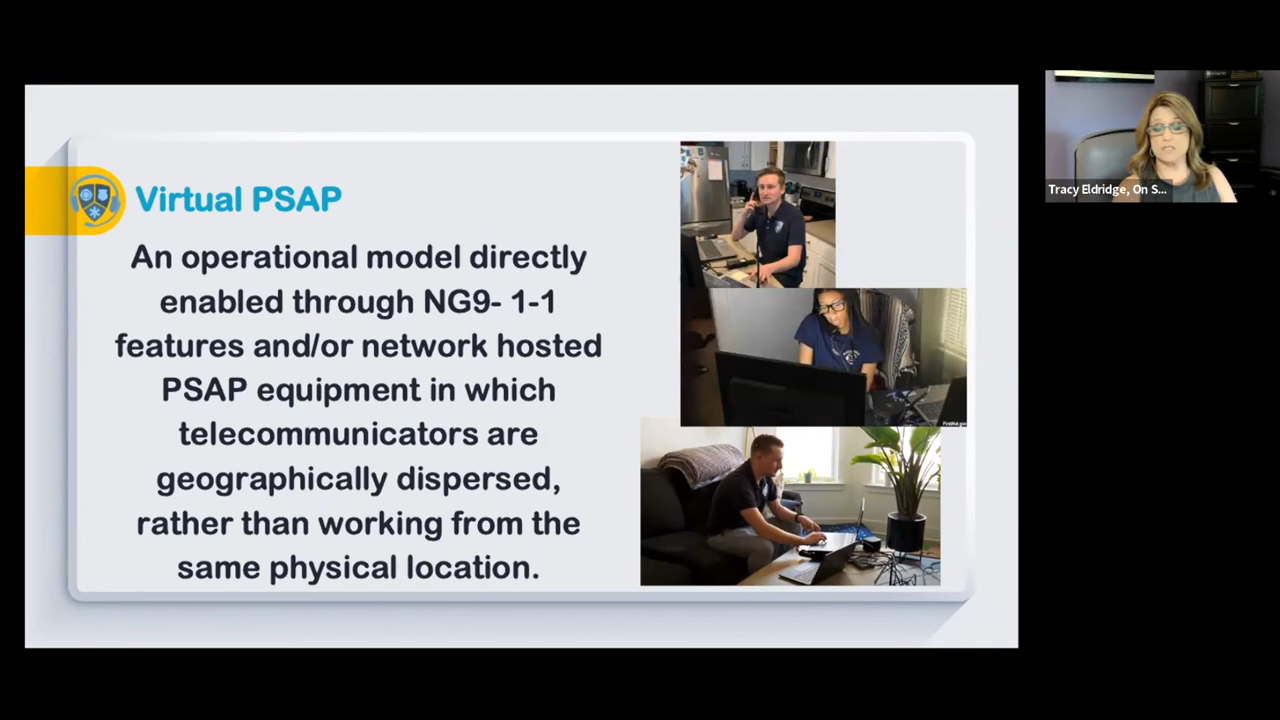 Virtual PSAP
An operational model directly
enabled through NG9- 1-1
features and/or network hosted
PSAP equipment in which
telecommunicators are
geographically dispersed,
rather than working from the
same physical location.
Tracy Eldridge, On S...